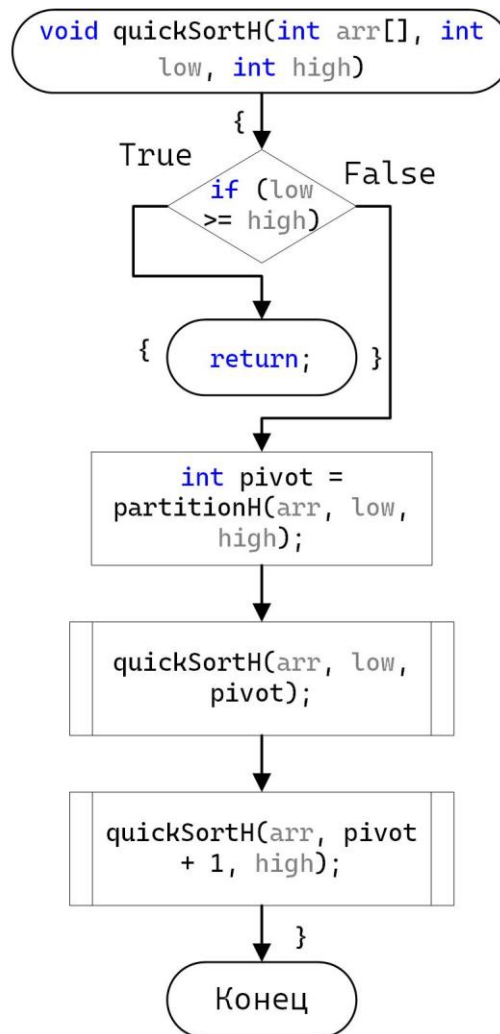 void quickSortH(int arr[], int
low, int high)
{
True
False
if (low
>= high)
{
return;
}
int pivot =
partitionH(arr, low,
high);
quickSortH(arr, low,
pivot);
quickSortH(arr, pivot
+ 1, high);
}
Конец